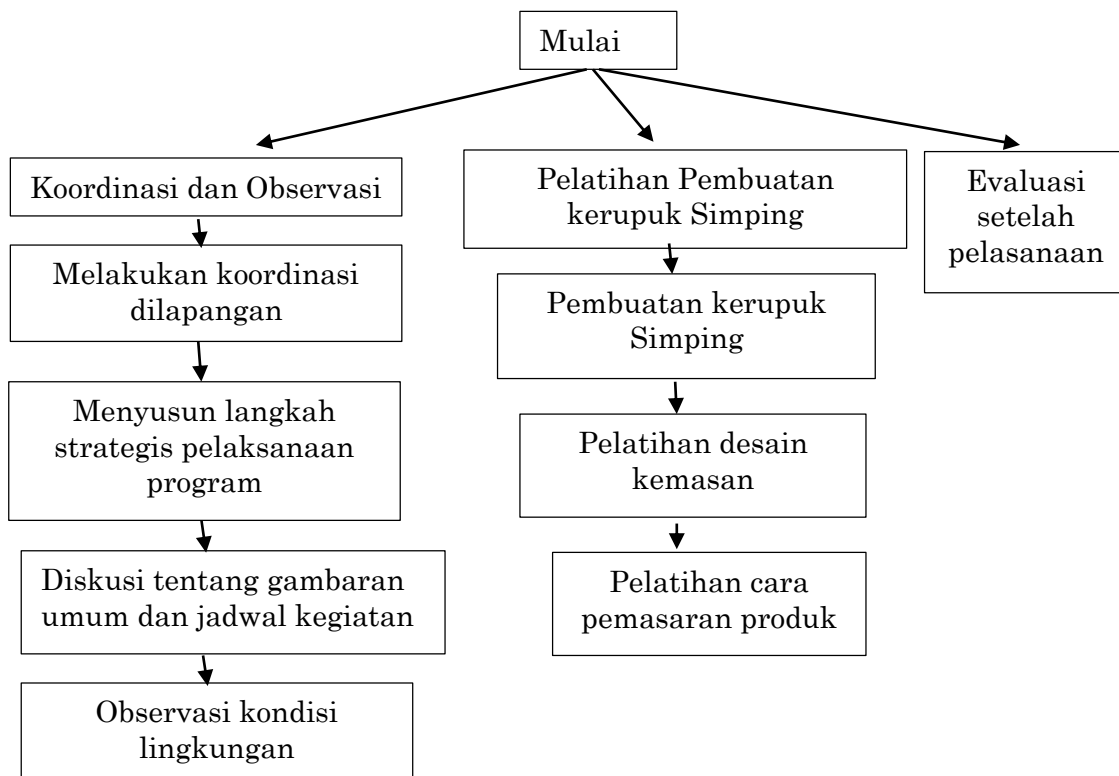 Mulai
Koordinasi dan Observasi
Melakukan koordinasi
dilapangan
Menyusun langkah
strategis pelaksanaan
program
Diskusi tentang gambaran
umum dan jadwal kegiatan
Observasi kondisi
lingkungan
Pelatihan Pembuatan
kerupuk Simping
Pembuatan kerupuk
Simping
Pelatihan desain
kemasan
Pelatihan cara
pemasaran produk
Evaluasi
setelah
pelasanaan